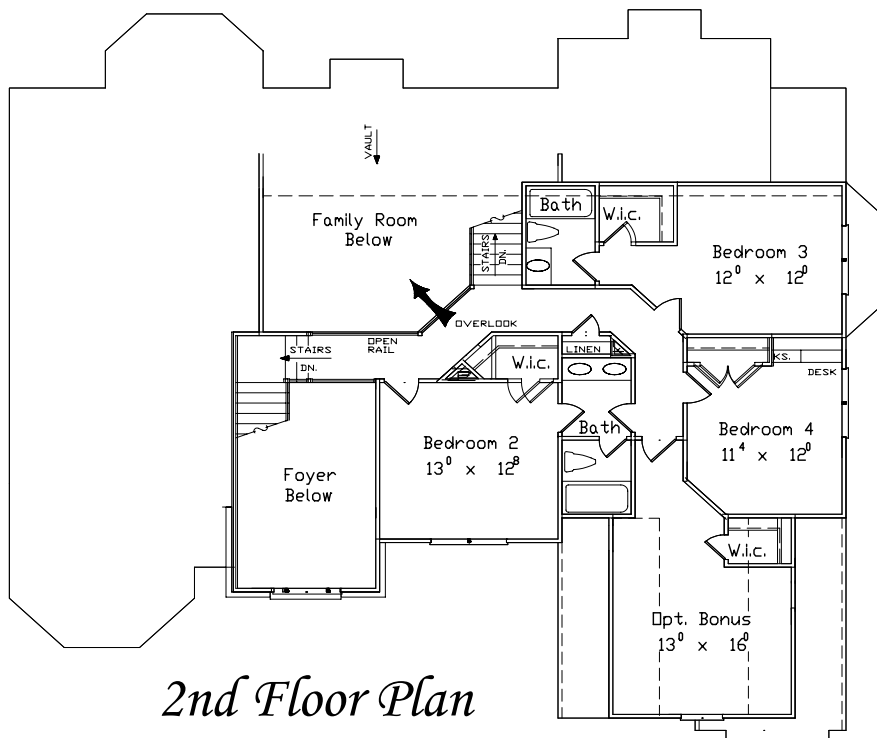 VAULT
Family Room
Below
STAIRS
DN.
Bath
W.i.c.
Bedroom 3
12⁰ x 12⁰
OVERLOOK
OPEN
RAIL
STAIRS
DN.
W.i.c.
LINEN
KS.
DESK
Bath
Bedroom 2
13⁰ x 12⁸
Bedroom 4
11⁴ x 12⁰
Foyer
Below
W.i.c.
Opt. Bonus
13⁰ x 16⁰
2nd Floor Plan